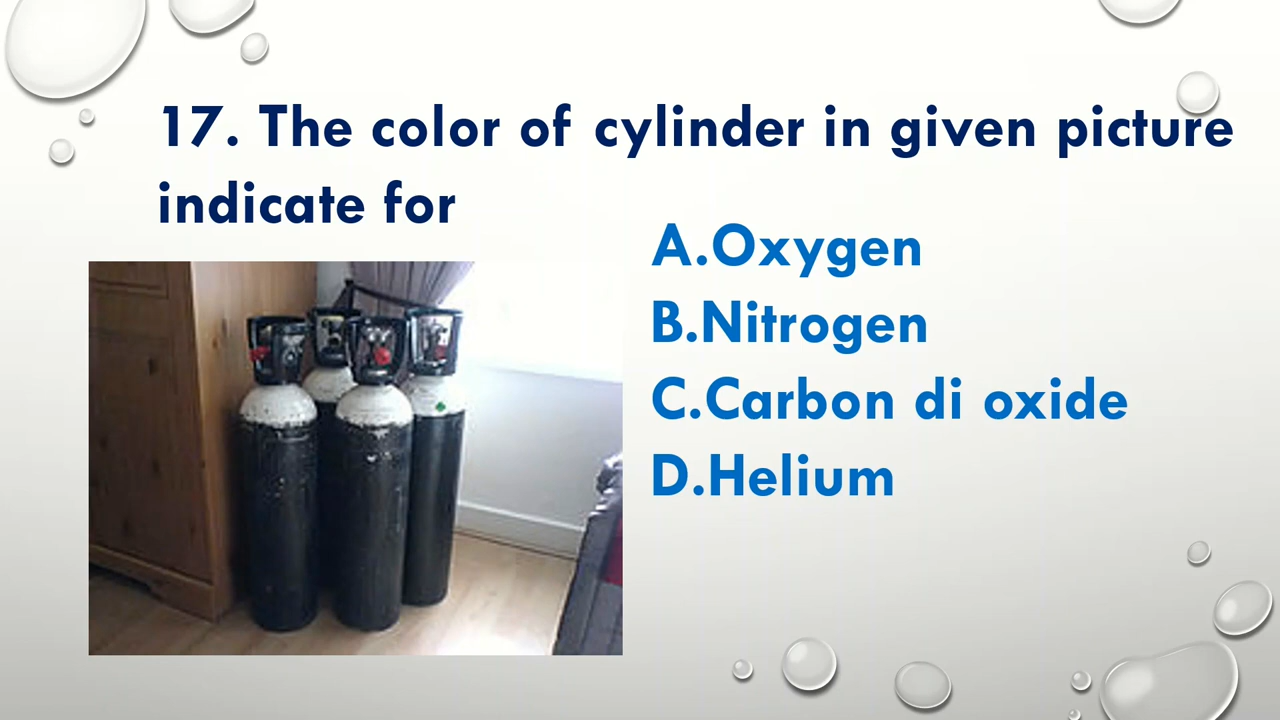 17. The color of cylinder in given picture
indicate for
A.Oxygen
B.Nitrogen
C.Carbon di oxide
D.Helium